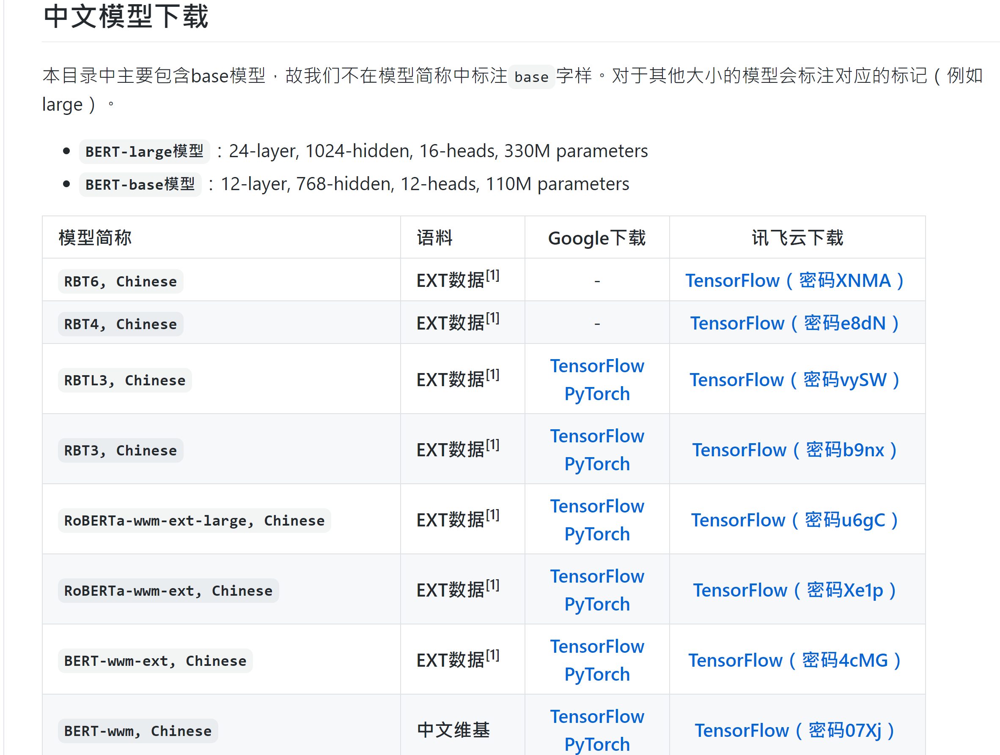 中文模型下载
本目录中主要包含base模型，故我们不在模型简称中标注base字样。对于其他大小的模型会标注对应的标记（例如
large）。
BERT-large模型：24-layer, 1024-hidden, 16-heads, 330M parameters
BERT-base模型：12-layer, 768-hidden, 12-heads, 110M parameters
模型简称 语料 Google下载 讯飞云下载
RBT6, Chinese EXT数据[1] - TensorFlow（密码XNMA）
RBT4, Chinese EXT数据[1] - TensorFlow（密码e8dN）
RBTL3, Chinese EXT数据[1] TensorFlow
PyTorch TensorFlow（密码vySW）
RBT3, Chinese EXT数据[1] TensorFlow
PyTorch TensorFlow（密码b9nx）
RoBERTa-wwm-ext-large, Chinese EXT数据[1] TensorFlow
PyTorch TensorFlow（密码u6gC）
RoBERTa-wwm-ext, Chinese EXT数据[1] TensorFlow
PyTorch TensorFlow（密码Xe1p）
BERT-wwm-ext, Chinese EXT数据[1] TensorFlow
PyTorch TensorFlow（密码4cMG）
BERT-wwm, Chinese 中文维基 TensorFlow
PyTorch TensorFlow（密码07Xj）